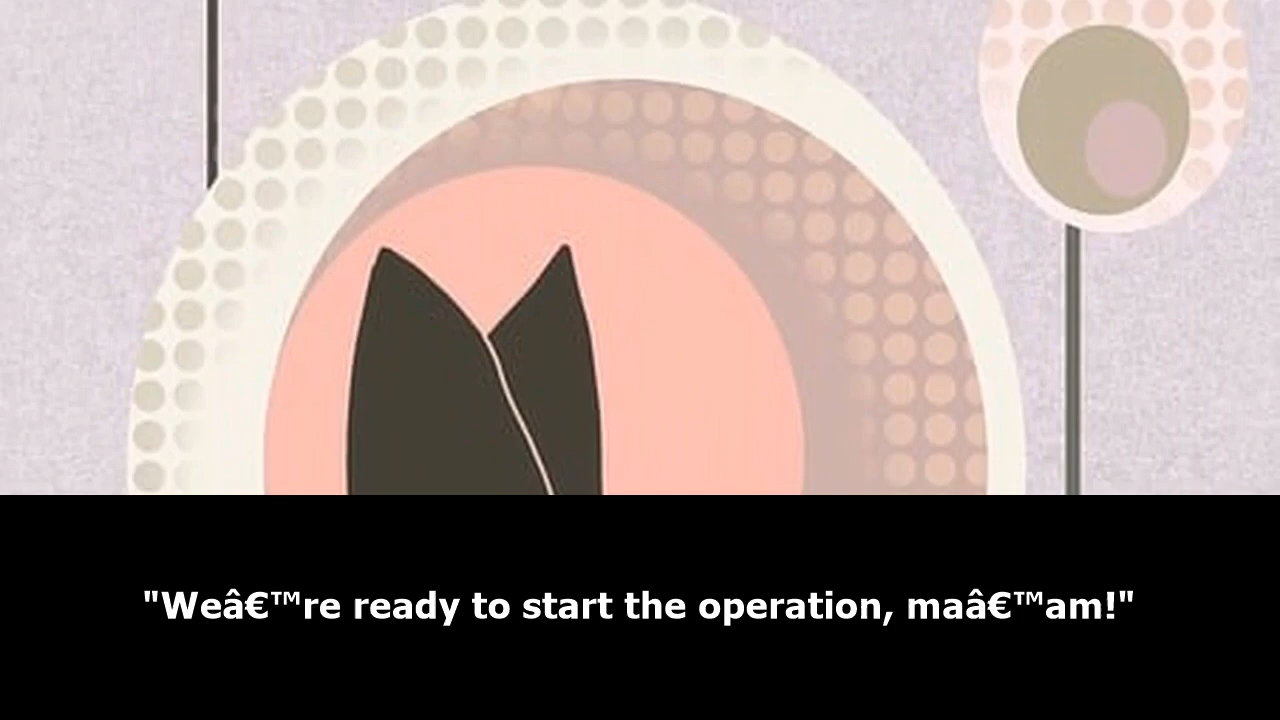 "Weâ€™re ready to start the operation, maâ€™am!"